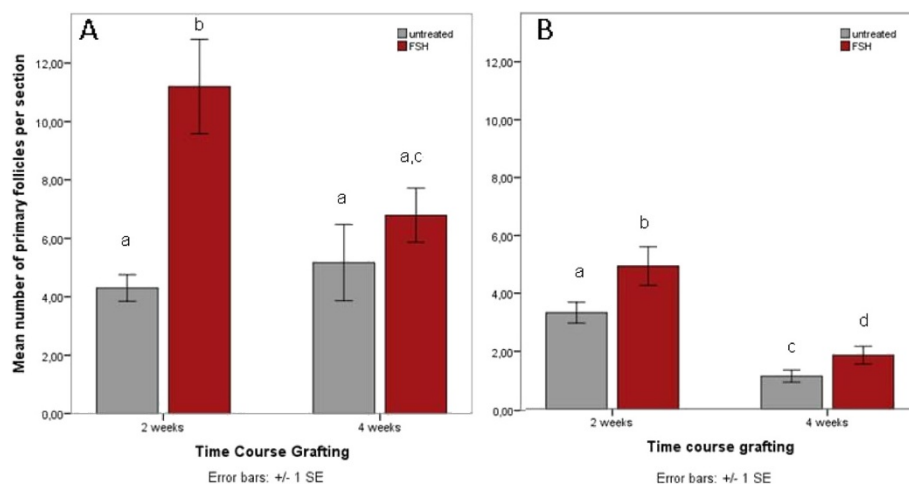 A
b
untreated
FSH
12,00
10,00
8,00
6,00
4,00
2,00
0,00
Mean number of primary follicles per section
a
a
a,c
2 weeks
4 weeks
Time Course Grafting
Error bars: +/- 1 SE
B
untreated
FSH
12,00
10,00
8,00
6,00
4,00
2,00
0,00
a
b
c
d
2 weeks
4 weeks
Time course grafting
Error bars: +/- 1 SE